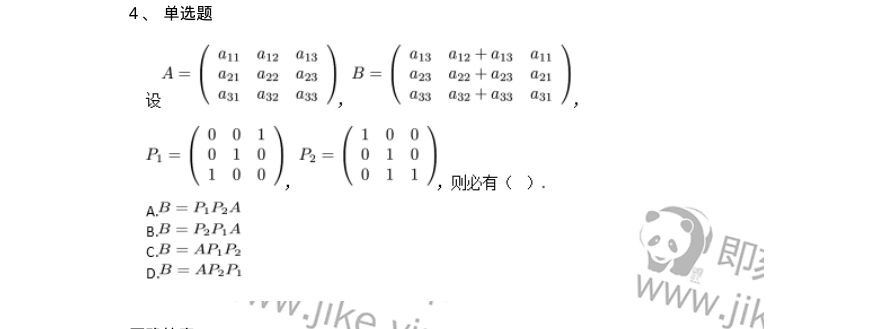 4 、 单选题
设 A = ( a11 a12 a13 a21 a22 a23 a31 a32 a33 ) , B = ( a13 a12 + a13 a11 a23 a22 + a23 a21 a33 a32 + a33 a31 ) ,
P1 = ( 0 0 1 0 1 0 1 0 0 ) , P2 = ( 1 0 0 0 1 0 0 1 1 ) , 则必有（ ）.
A.B = P1P2A
B.B = P2P1A
C.B = AP1P2
D.B = AP2P1
即
www.jik
www.jike